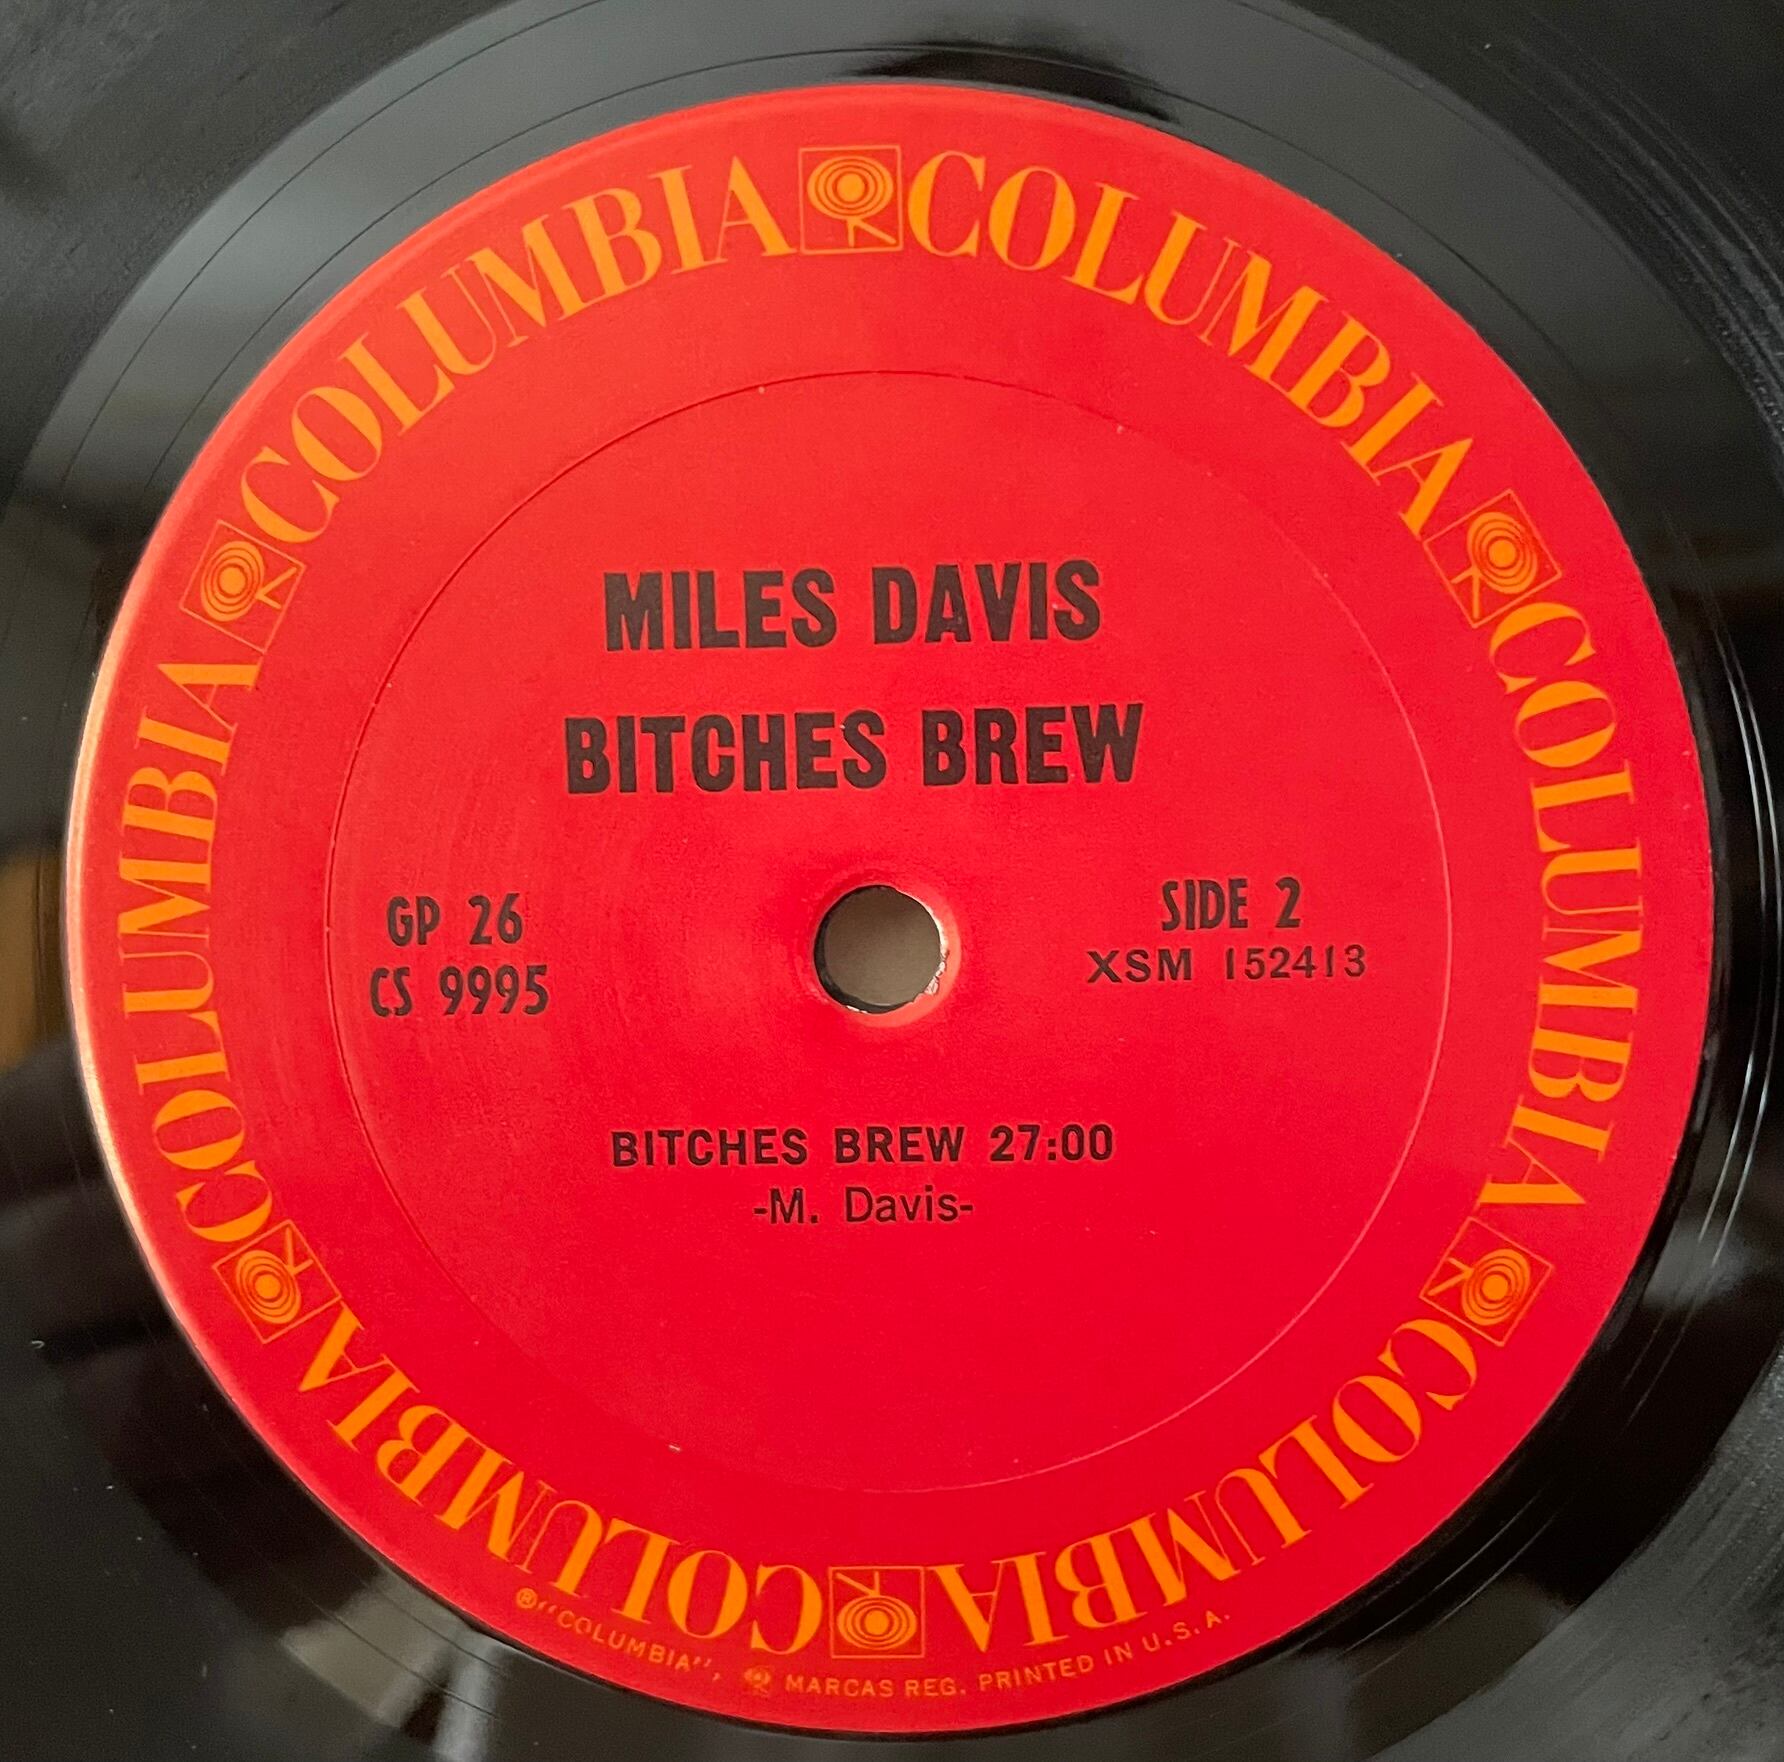 COLUMBIA COLUMBIA COLUMBIA COLUMBIA COLUMBIA COLUMBIA
MILES DAVIS
BITCHES BREW
GP 26
CS 9995
SIDE 2
XSM 152413
BITCHES BREW 27:00
-M. Davis-
® "COLUMBIA", MARCAS REG. PRINTED IN U.S.A.